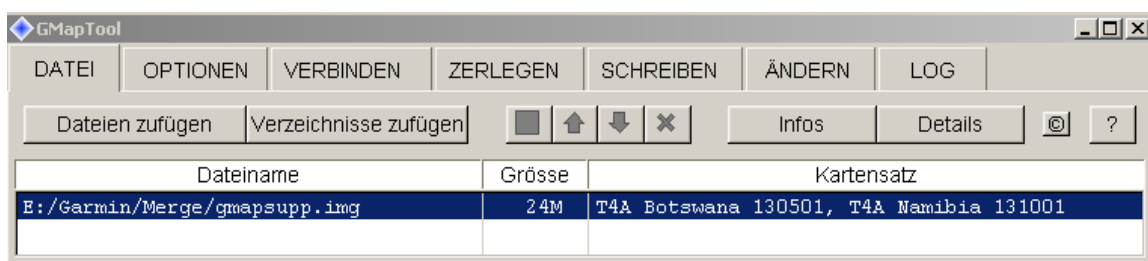 GMapTool
DATEI OPTIONEN VERBINDEN ZERLEGEN SCHREIBEN ÄNDERN LOG
Dateien zufügen Verzeichnisse zufügen Infos Details © ?
Dateiname Grösse Kartensatz
E:/Garmin/Merge/gmapsupp.img 24M T4A Botswana 130501, T4A Namibia 131001